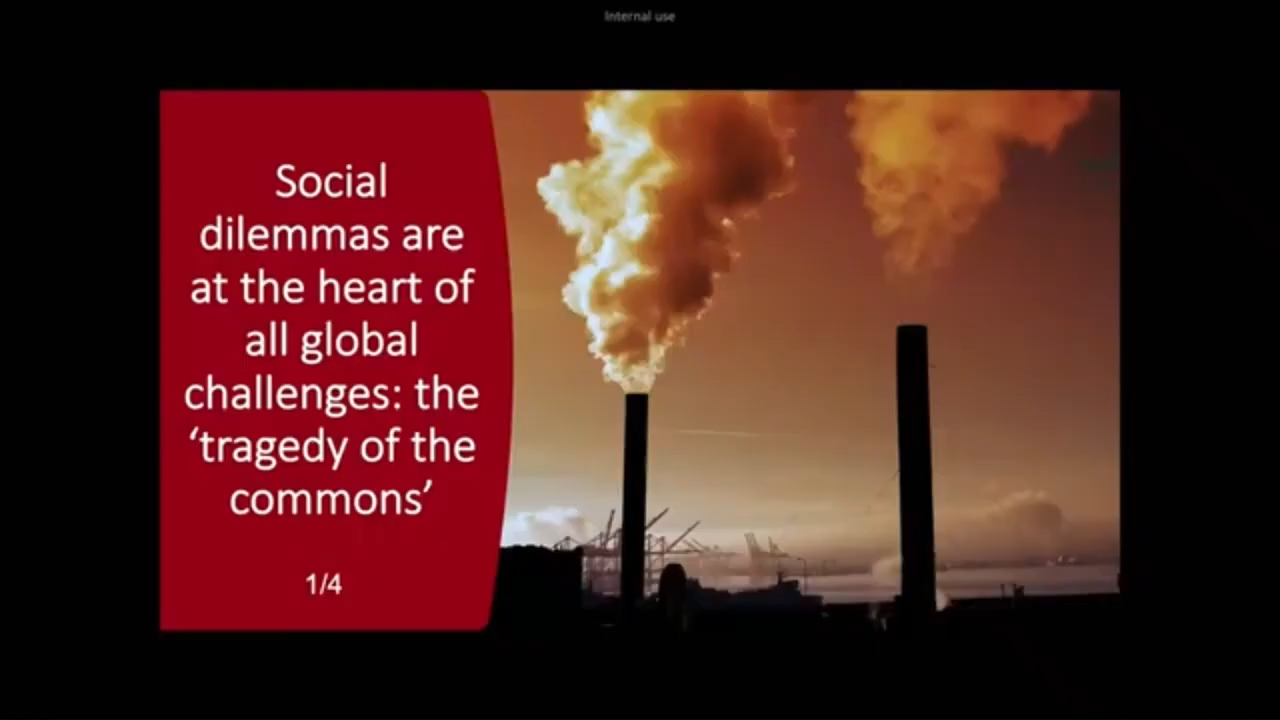 Internal use
Social
dilemmas are
at the heart of
all global
challenges: the
‘tragedy of the
commons’
1/4